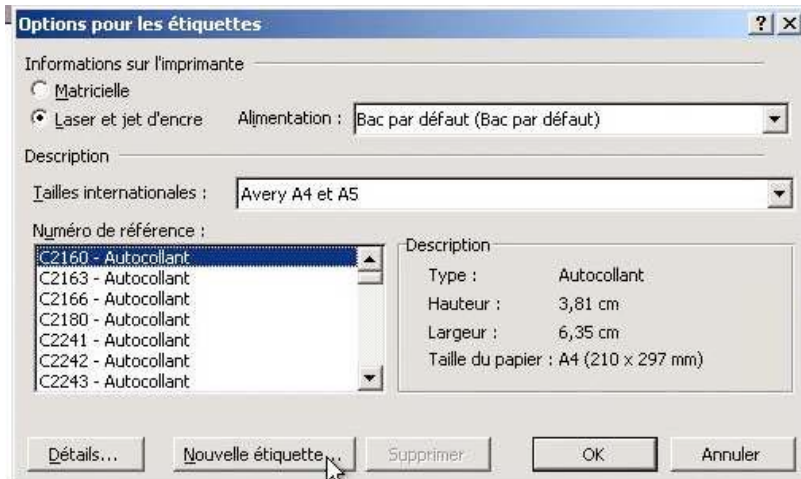 Options pour les étiquettes
Informations sur l'imprimante
Matricielle
Laser et jet d'encre Alimentation : Bac par défaut (Bac par défaut)
Description
Tailles internationales : Avery A4 et A5
Numéro de référence :
C2160 - Autocollant
C2163 - Autocollant
C2166 - Autocollant
C2180 - Autocollant
C2241 - Autocollant
C2242 - Autocollant
C2243 - Autocollant
Description
Type : Autocollant
Hauteur : 3,81 cm
Largeur : 6,35 cm
Taille du papier : A4 (210 x 297 mm)
Détails... Nouvelle étiquette... Supprimer OK Annuler